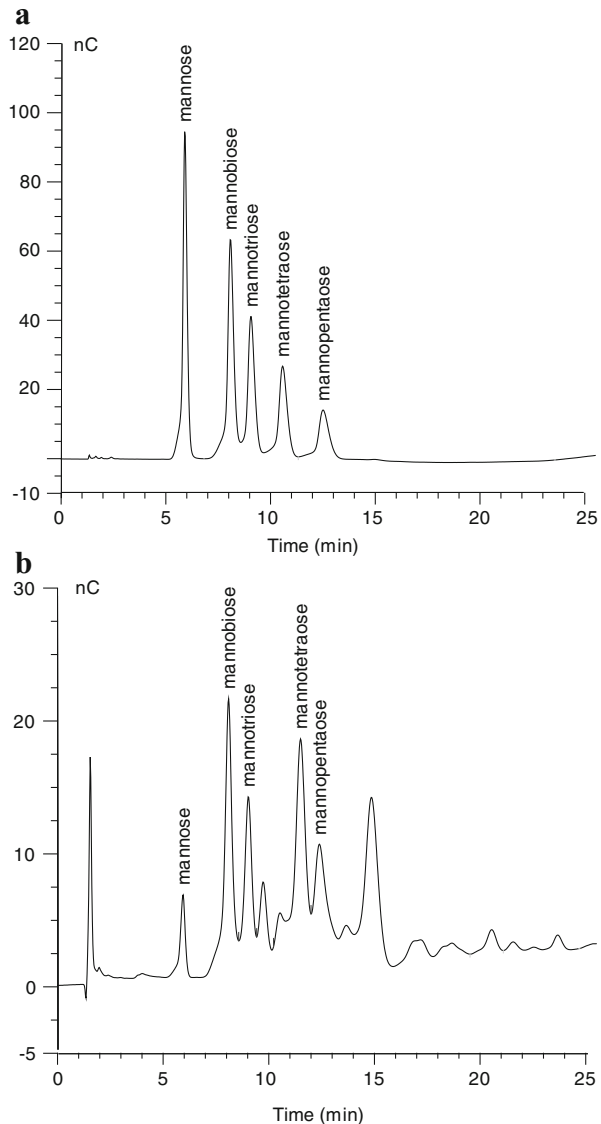 a
nC
120
100
80
60
40
20
-10
mannose
mannobiose
mannotriose
mannotetraose
mannopentaose
0 5 10 15 20 25
Time (min)
b
nC
30
20
10
0
-5
mannose
mannobiose
mannotriose
mannotetraose
mannopentaose
0 5 10 15 20 25
Time (min)